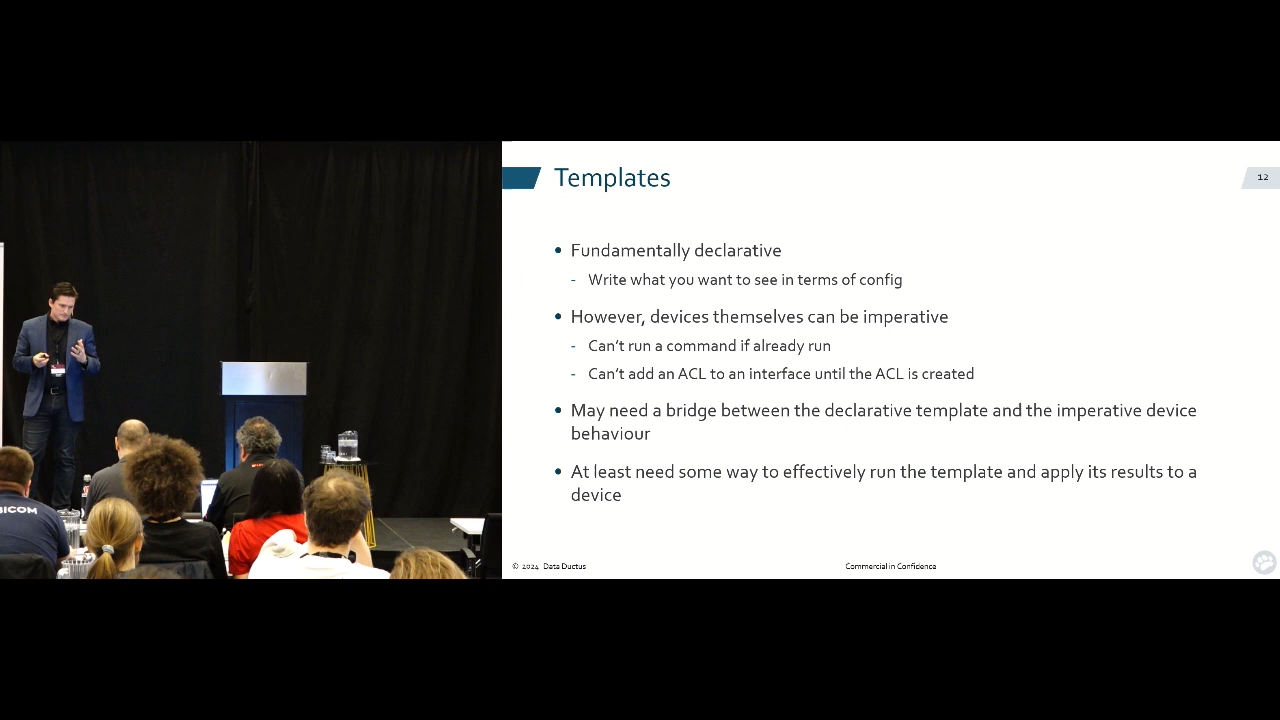 Templates
12
• Fundamentally declarative
- Write what you want to see in terms of config
• However, devices themselves can be imperative
- Can't run a command if already run
- Can't add an ACL to an interface until the ACL is created
• May need a bridge between the declarative template and the imperative device
behaviour
• At least need some way to effectively run the template and apply its results to a
device
© 2024 Data Ductus
Commercial in Confidence